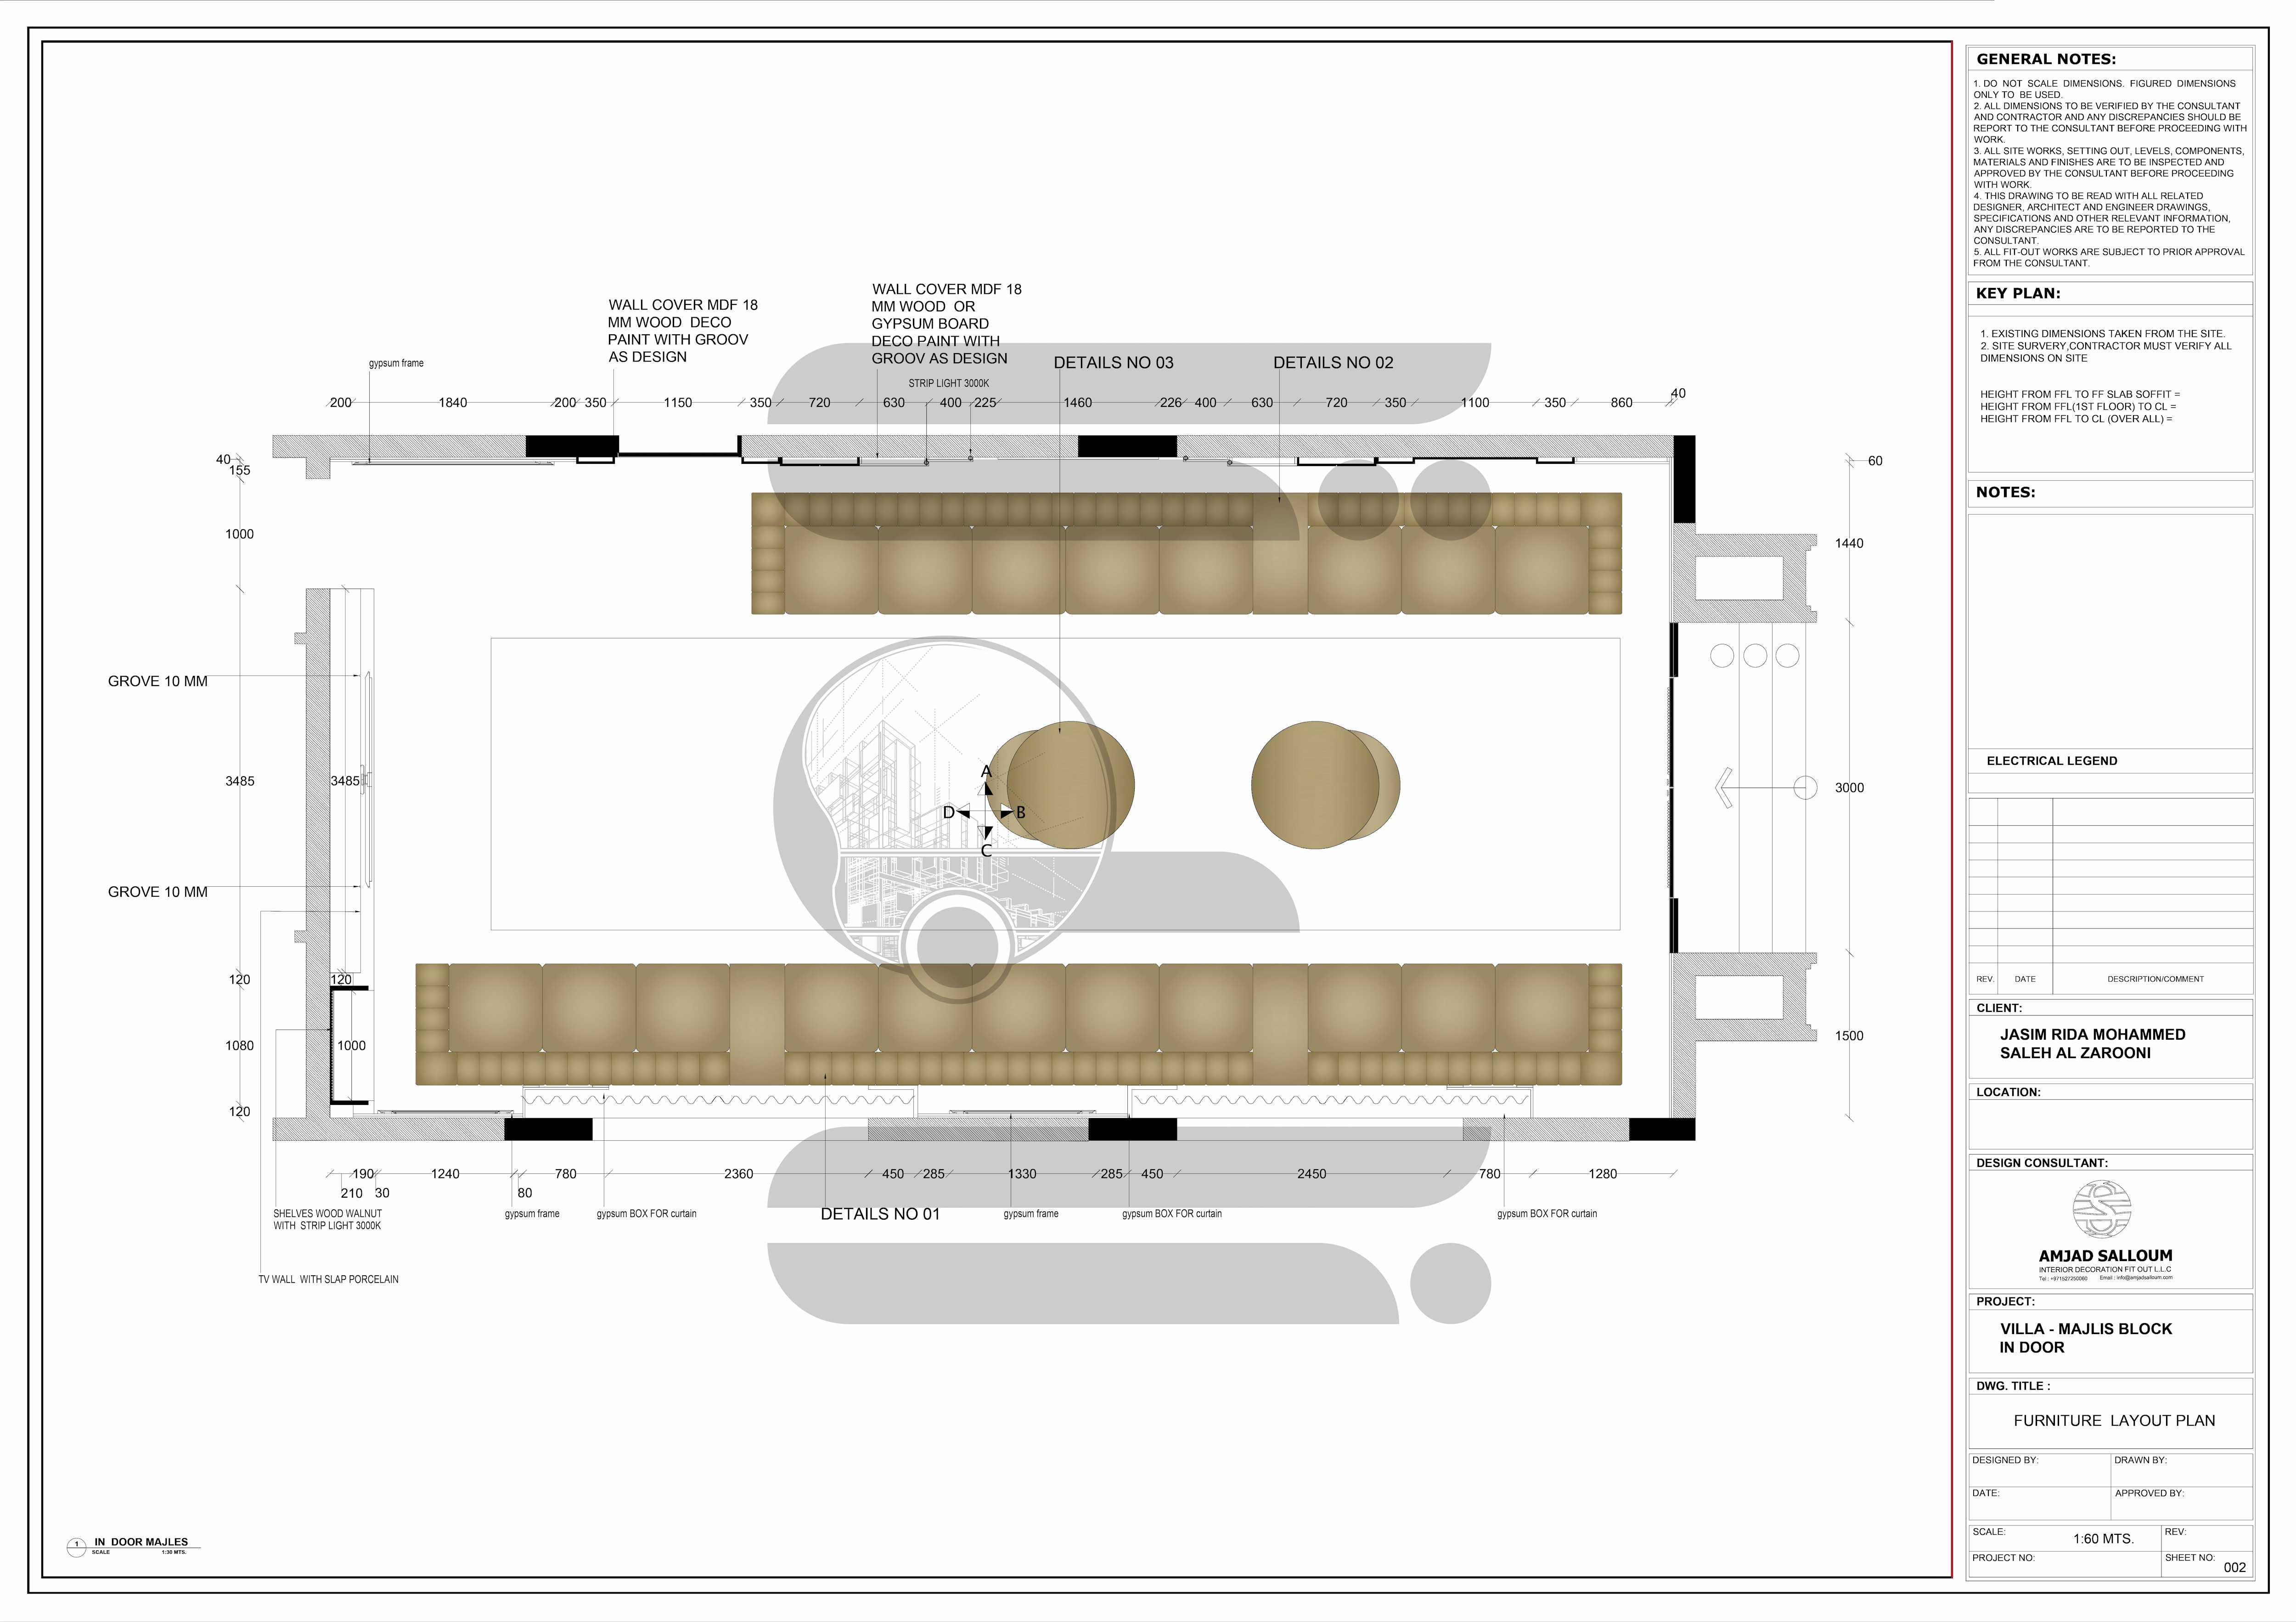 WALL COVER MDF 18
MM WOOD  DECO
PAINT WITH GROOV
AS DESIGN
WALL COVER MDF 18
MM WOOD  OR
GYPSUM BOARD
DECO PAINT WITH
GROOV AS DESIGN
gypsum frame
DETAILS NO 03
DETAILS NO 02
STRIP LIGHT 3000K
200 1840 200 350 1150 350 720 630 400 225 1460 226 400 630 720 350 1100 350 860 40
40
155
1000
3485
120
1080
120
GROVE 10 MM
GROVE 10 MM
3485
120
1000
A
D B
C
60
1440
3000
1500
190 1240 780 2360 450 285 1330 285 450 2450 780 1280
210 30 80
SHELVES WOOD WALNUT
WITH  STRIP LIGHT 3000K
gypsum frame
gypsum BOX FOR curtain
DETAILS NO 01
gypsum frame
gypsum BOX FOR curtain
gypsum BOX FOR curtain
TV WALL  WITH SLAP PORCELAIN
1 IN  DOOR MAJLES
SCALE 1:30 MTS.
GENERAL NOTES:
1. DO  NOT  SCALE  DIMENSIONS.  FIGURED  DIMENSIONS
ONLY TO  BE USED.
2. ALL DIMENSIONS TO BE VERIFIED BY THE CONSULTANT
AND CONTRACTOR AND ANY DISCREPANCIES SHOULD BE
REPORT TO THE CONSULTANT BEFORE PROCEEDING WITH
WORK.
3. ALL SITE WORKS, SETTING OUT, LEVELS, COMPONENTS,
MATERIALS AND FINISHES ARE TO BE INSPECTED AND
APPROVED BY THE CONSULTANT BEFORE PROCEEDING
WITH WORK.
4. THIS DRAWING TO BE READ WITH ALL RELATED
DESIGNER, ARCHITECT AND ENGINEER DRAWINGS,
SPECIFICATIONS AND OTHER RELEVANT INFORMATION,
ANY DISCREPANCIES ARE TO BE REPORTED TO THE
CONSULTANT.
5. ALL FIT-OUT WORKS ARE SUBJECT TO PRIOR APPROVAL
FROM THE CONSULTANT.
KEY PLAN:
1. EXISTING DIMENSIONS TAKEN FROM THE SITE.
2. SITE SURVERY,CONTRACTOR MUST VERIFY ALL
DIMENSIONS ON SITE
HEIGHT FROM FFL TO FF SLAB SOFFIT =
HEIGHT FROM FFL(1ST FLOOR) TO CL =
HEIGHT FROM FFL TO CL (OVER ALL) =
NOTES:
ELECTRICAL LEGEND
REV. DATE DESCRIPTION/COMMENT
CLIENT:
JASIM RIDA MOHAMMED
SALEH AL ZAROONI
LOCATION:
DESIGN CONSULTANT:
AMJAD SALLOUM
INTERIOR DECORATION FIT OUT L.L.C
Tel : +971527250080 Email : info@amjadsalloum.com
PROJECT:
VILLA - MAJLIS BLOCK
IN DOOR
DWG. TITLE :
FURNITURE  LAYOUT PLAN
DESIGNED BY: DRAWN BY:
DATE: APPROVED BY:
SCALE: 1:60 MTS. REV:
PROJECT NO: SHEET NO: 002